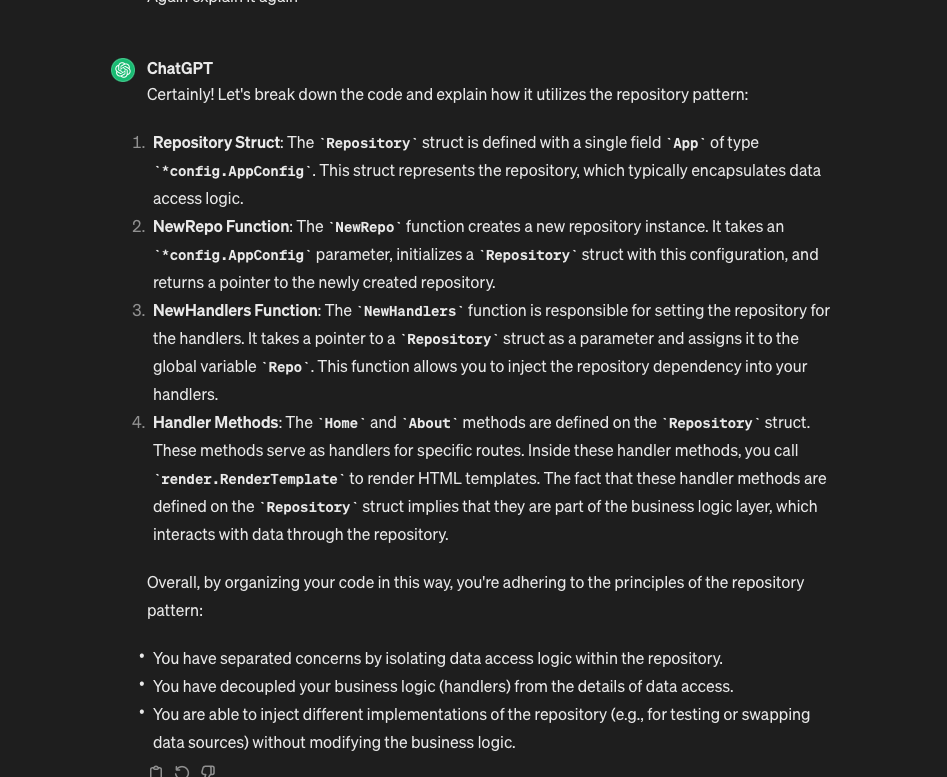 Again explain it again
ChatGPT
Certainly! Let's break down the code and explain how it utilizes the repository pattern:
1. Repository Struct: The `Repository` struct is defined with a single field `App` of type
`*config.AppConfig`. This struct represents the repository, which typically encapsulates data
access logic.
2. NewRepo Function: The `NewRepo` function creates a new repository instance. It takes an
`*config.AppConfig` parameter, initializes a `Repository` struct with this configuration, and
returns a pointer to the newly created repository.
3. NewHandlers Function: The `NewHandlers` function is responsible for setting the repository for
the handlers. It takes a pointer to a `Repository` struct as a parameter and assigns it to the
global variable `Repo`. This function allows you to inject the repository dependency into your
handlers.
4. Handler Methods: The `Home` and `About` methods are defined on the `Repository` struct.
These methods serve as handlers for specific routes. Inside these handler methods, you call
`render.RenderTemplate` to render HTML templates. The fact that these handler methods are
defined on the `Repository` struct implies that they are part of the business logic layer, which
interacts with data through the repository.
Overall, by organizing your code in this way, you're adhering to the principles of the repository
pattern:
• You have separated concerns by isolating data access logic within the repository.
• You have decoupled your business logic (handlers) from the details of data access.
• You are able to inject different implementations of the repository (e.g., for testing or swapping
data sources) without modifying the business logic.